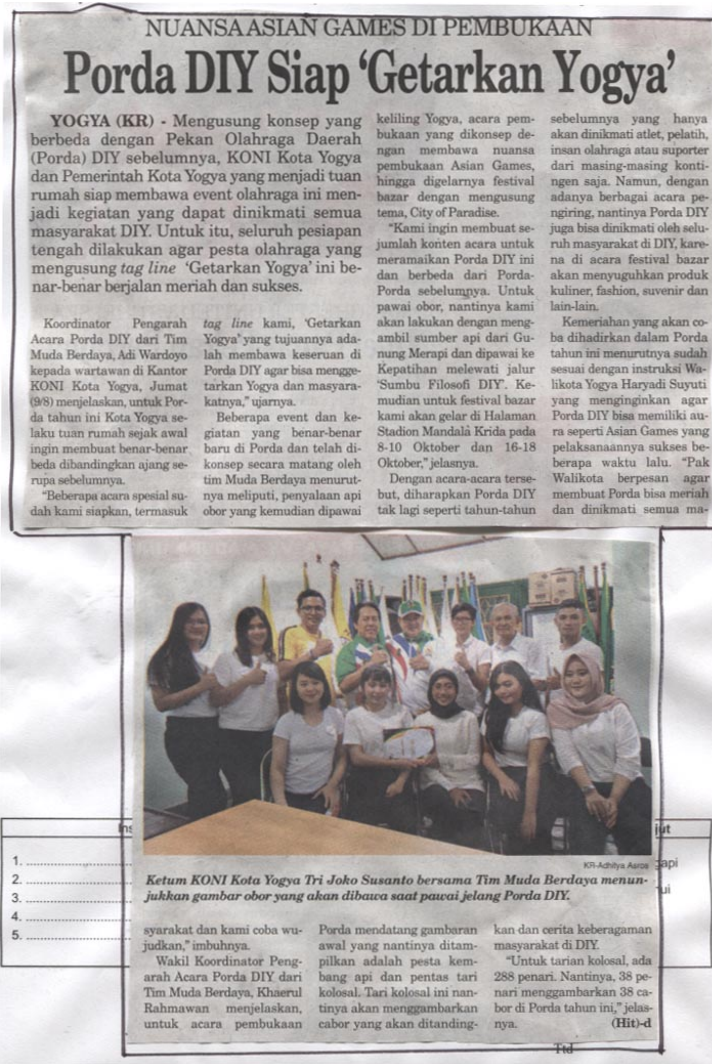 NUANSA ASIAN GAMES DI PEMBUKAAN
Porda DIY Siap 'Getarkan Yogya'
YOGYA (KR) - Mengusung konsep yang
berbeda dengan Pekan Olahraga Daerah
(Porda) DIY sebelumnya, KONI Kota Yogya
dan Pemerintah Kota Yogya yang menjadi tuan
rumah siap membawa event olahraga ini men-
jadi kegiatan yang dapat dinikmati semua
masyarakat DIY. Untuk itu, seluruh pesiapan
tengah dilakukan agar pesta olahraga yang
mengusung tag line 'Getarkan Yogya' ini be-
nar-benar berjalan meriah dan sukses.
Koordinator Pengarah
Acara Porda DIY dari Tim
Muda Berdaya, Adi Wardoyo
kepada wartawan di Kantor
KONI Kota Yogya, Jumat
(9/8) menjelaskan, untuk Por-
da tahun ini Kota Yogya se-
laku tuan rumah sejak awal
ingin membuat benar-benar
beda dibandingkan ajang se-
rupa sebelumnya.
"Beberapa acara spesial su-
dah kami siapkan, termasuk
tag line kami, 'Getarkan
Yogya' yang tujuannya ada-
lah membawa keseruan di
Porda DIY agar bisa mengge-
tarkan Yogya dan masyara-
katnya," ujarnya.
Beberapa event dan ke-
giatan yang benar-benar
baru di Porda dan telah di-
konsep secara matang oleh
tim Muda Berdaya menurut-
nya meliputi, penyalaan api
obor yang kemudian dipawai
keliling Yogya, acara pem-
bukaan yang dikonsep de-
ngan membawa nuansa
pembukaan Asian Games,
hingga digelarnya festival
bazar dengan mengusung
tema, City of Paradise.
"Kami ingin membuat se-
jumlah konten acara untuk
meramaikan Porda DIY ini
dan berbeda dari Porda-
Porda sebelumnya. Untuk
pawai obor, nantinya kami
akan lakukan dengan meng-
ambil sumber api dari Gu-
nung Merapi dan dipawai ke
Kepatihan melewati jalur
'Sumbu Filosofi DIY'. Ke-
mudian untuk festival bazar
kami akan gelar di Halaman
Stadion Mandala Krida pada
8-10 Oktober dan 16-18
Oktober," jelasnya.
Dengan acara-acara terse-
but, diharapkan Porda DIY
tak lagi seperti tahun-tahun
sebelumnya yang hanya
akan dinikmati atlet, pelatih,
insan olahraga atau suporter
dari masing-masing konti-
ngen saja. Namun, dengan
adanya berbagai acara pe-
ngiring, nantinya Porda DIY
juga bisa dinikmati oleh selu-
ruh masyarakat di DIY, kare-
na di acara festival bazar
akan menyuguhkan produk
kuliner, fashion, suvenir dan
lain-lain.
Kemeriahan yang akan co-
ba dihadirkan dalam Porda
tahun ini menurutnya sudah
sesuai dengan instruksi Wa-
likota Yogya Haryadi Suyuti
yang menginginkan agar
Porda DIY bisa memiliki au-
ra seperti Asian Games yang
pelaksanaannya sukses be-
berapa waktu lalu. "Pak
Walikota berpesan agar
membuat Porda bisa meriah
dan dinikmati semua ma-
KR-Adhitya Asros
Ketum KONI Kota Yogya Tri Joko Susanto bersama Tim Muda Berdaya menun-
jukkan gambar obor yang akan dibawa saat pawai jelang Porda DIY.
syarakat dan kami coba wu-
judkan," imbuhnya.
Wakil Koordinator Peng-
arah Acara Porda DIY dari
Tim Muda Berdaya, Khaerul
Rahmawan menjelaskan,
untuk acara pembukaan
Porda mendatang gambaran
awal yang nantinya ditam-
pilkan adalah pesta kem-
bang api dan pentas tari
kolosal. Tari kolosal ini nan-
tinya akan menggambarkan
cabor yang akan ditanding-
kan dan cerita keberagaman
masyarakat di DIY.
"Untuk tarian kolosal, ada
288 penari. Nantinya, 38 pe-
nari menggambarkan 38 ca-
bor di Porda tahun ini," jelas-
nya. (Hit)-d
1.
2.
3.
4.
5.
Ttd